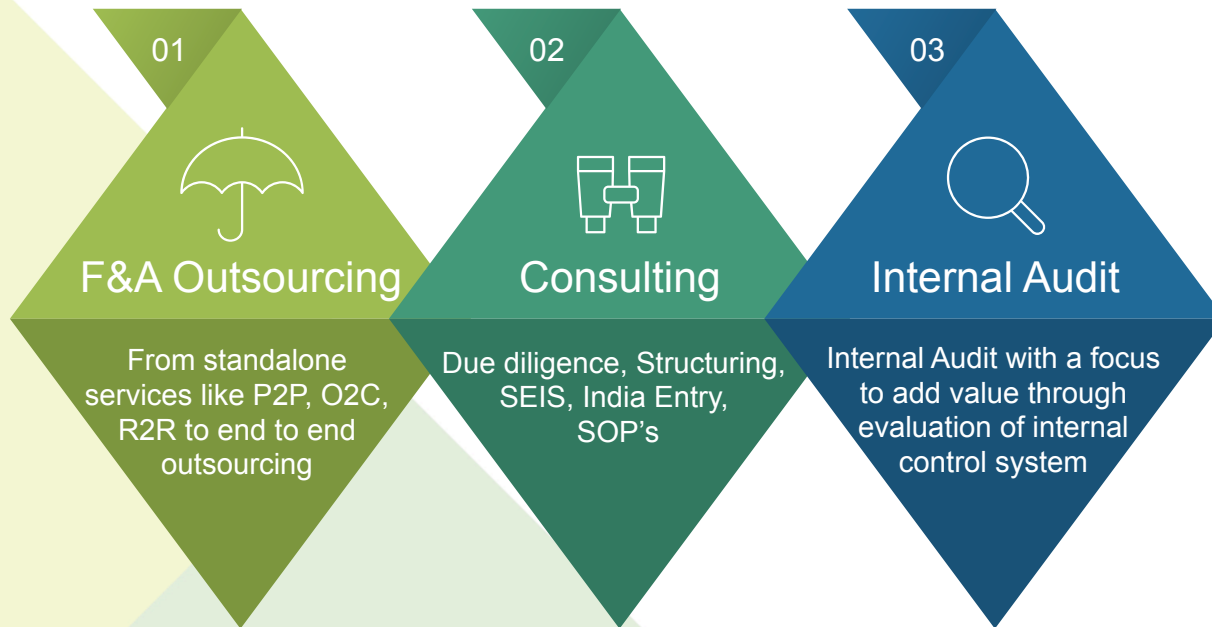 01
F&A Outsourcing
From standalone
services like P2P, O2C,
R2R to end to end
outsourcing
02
Consulting
Due diligence, Structuring,
SEIS, India Entry,
SOP’s
03
Internal Audit
Internal Audit with a focus
to add value through
evaluation of internal
control system